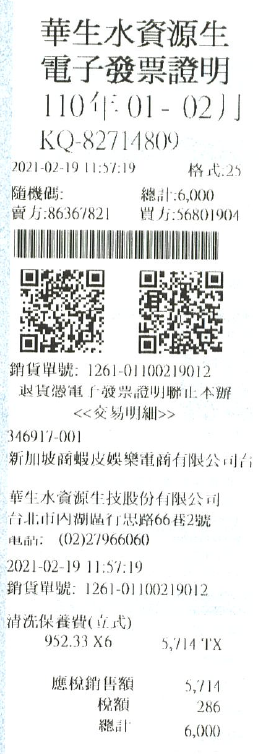 華生水資源生
電子發票證明
110年01-02月
KQ-82714809
2021-02-19 11:57:19 格式:25
隨機碼: 總計:6,000
賣方:86367821 買方:56801904
銷貨單號: 1261-01100219012
退貨憑電子發票證明聯正本辦
<<交易明細>>
346917-001
新加坡商蝦皮娛樂電商有限公司台
華生水資源生技股份有限公司
台北市內湖區行思路66巷2號
電話: (02)27966060
2021-02-19 11:57:19
銷貨單號: 1261-01100219012
清洗保養費(立式)
952.33 X6 5,714 TX
應稅銷售額 5,714
稅額 286
總計 6,000